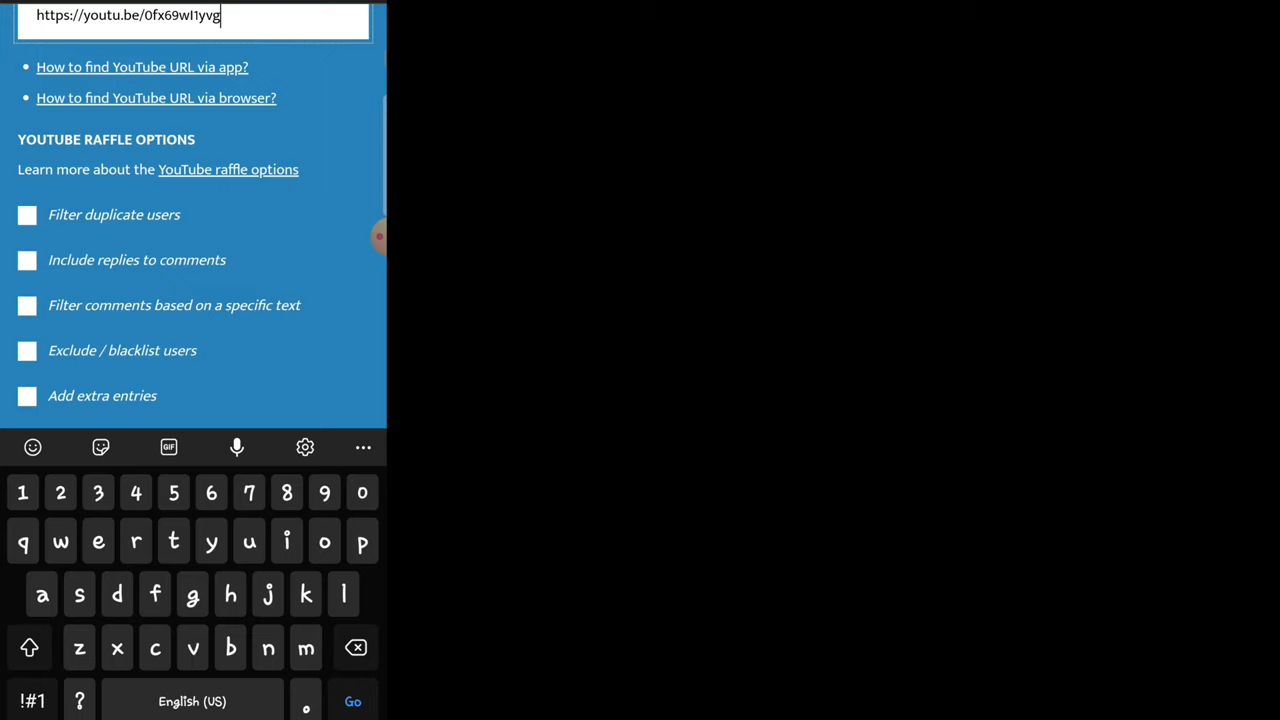 https://youtu.be/0fx69wI1yvg
How to find YouTube URL via app?
How to find YouTube URL via browser?
YOUTUBE RAFFLE OPTIONS
Learn more about the YouTube raffle options
Filter duplicate users
Include replies to comments
Filter comments based on a specific text
Exclude / blacklist users
Add extra entries
GIF
1 2 3 4 5 6 7 8 9 0
q w e r t y u i o p
a s d f g h j k l
z x c v b n m
!#1 ? English (US) . Go